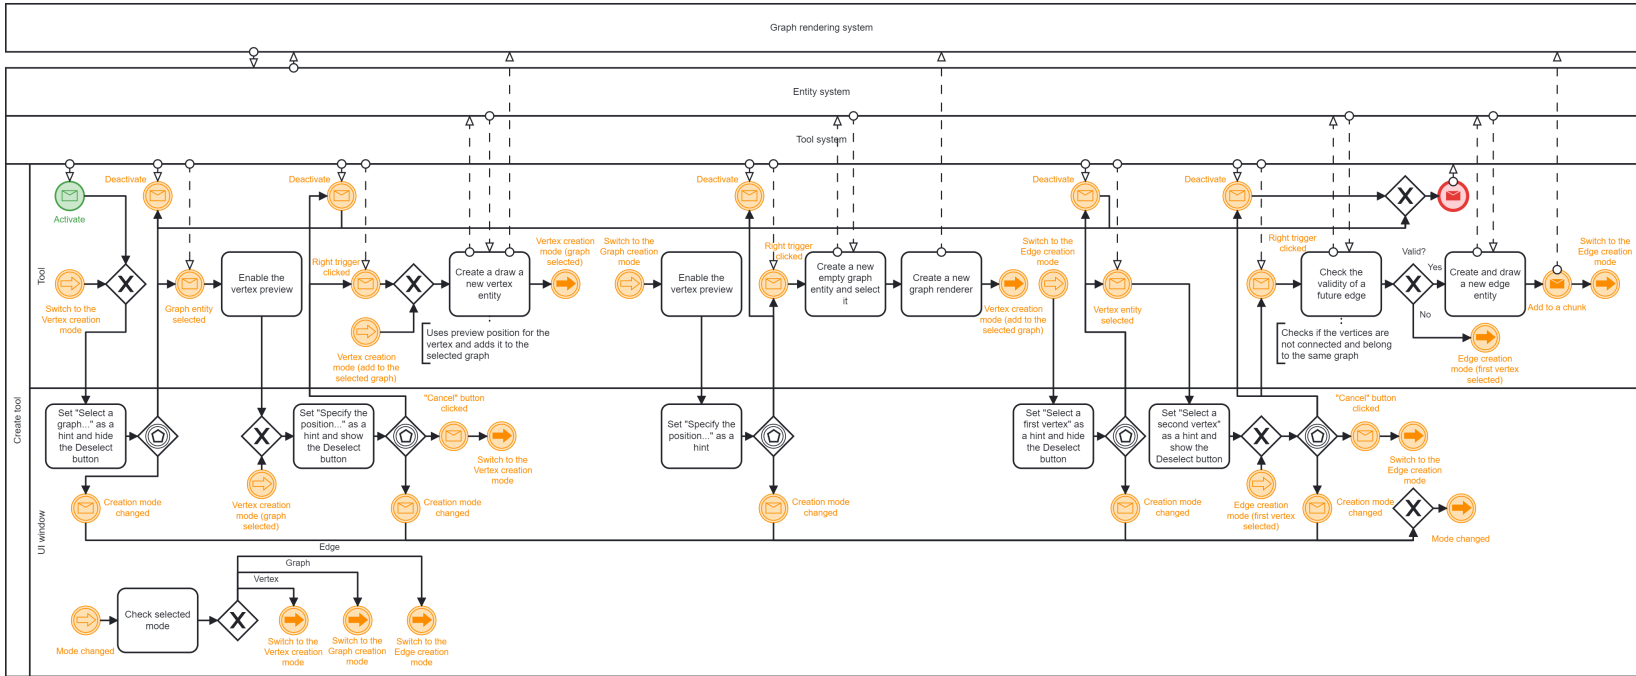 Graph rendering system
Entity system
Tool system
Create tool
Tool
Activate
Deactivate
Deactivate
Deactivate
Deactivate
Deactivate
Switch to the
Vertex creation
mode
Graph entity
selected
Enable the
vertex preview
Right trigger
clicked
Vertex creation
mode (add to the
selected graph)
Create a draw a
new vertex
entity
Uses preview position for the
vertex and adds it to the
selected graph
Vertex creation
mode (graph
selected)
Switch to the
Graph creation
mode
Enable the
vertex preview
Right trigger
clicked
Create a new
empty graph
entity and select
it
Create a new
graph renderer
Vertex creation
mode (add to the
selected graph)
Switch to the
Edge creation
mode
Vertex entity
selected
Right trigger
clicked
Check the
validity of a
future edge
Checks if the vertices are
not connected and belong
to the same graph
Valid?
Yes
No
Create and draw
a new edge
entity
Add to a chunk
Switch to the
Edge creation
mode
Edge creation
mode (first vertex
selected)
UI window
Set "Select a
graph..." as a
hint and hide
the Deselect
button
Creation mode
changed
Vertex creation
mode (graph
selected)
Set "Specify the
position..." as a
hint and show
the Deselect
button
"Cancel" button
clicked
Switch to the
Vertex creation
mode
Creation mode
changed
Set "Specify the
position..." as a
hint
Creation mode
changed
Set "Select a
first vertex" as
a hint and hide
the Deselect
button
Creation mode
changed
Set "Select a
second vertex"
as a hint and
show the
Deselect button
Edge creation
mode (first vertex
selected)
"Cancel" button
clicked
Switch to the
Edge creation
mode
Creation mode
changed
Mode changed
Mode changed
Check selected
mode
Edge
Graph
Vertex
Switch to the
Vertex creation
mode
Switch to the
Graph creation
mode
Switch to the
Edge creation
mode